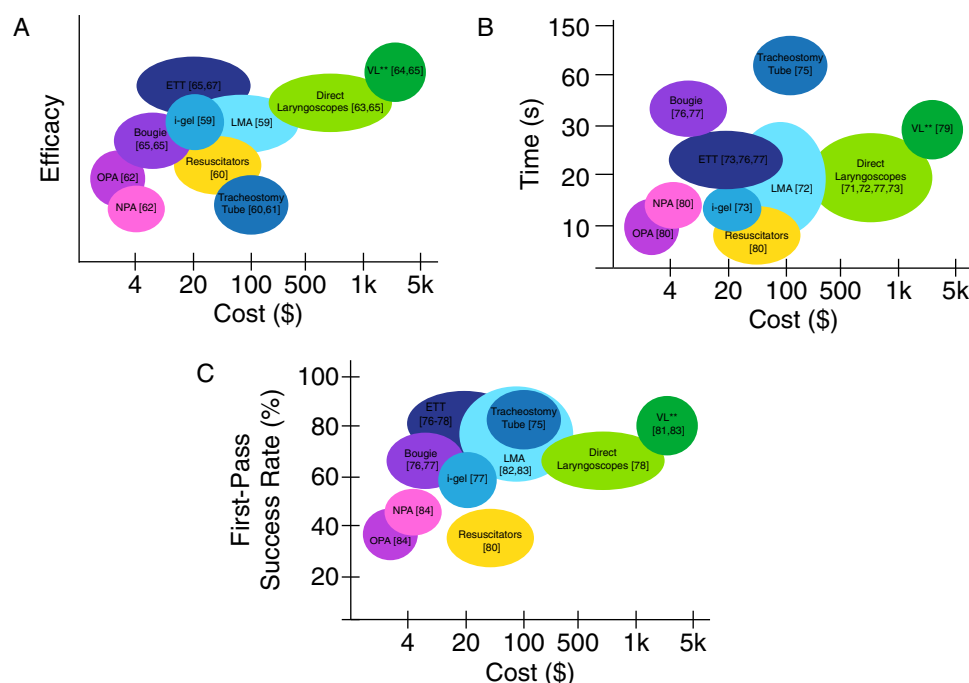 A
Efficacy
ETT [65,67]
VL** [64,65]
Direct
Laryngoscopes
[63,65]
i-gel [59]
LMA [59]
Bougie
[65,65]
Resuscitators
[60]
OPA [62]
NPA [62]
Tracheostomy
Tube [60,61]
4 20 100 500 1k 5k
Cost ($)
B
Time (s)
150
60
30
20
10
Tracheostomy
Tube [75]
Bougie
[76,77]
VL** [79]
ETT [73,76,77]
Direct
Laryngoscopes
[71,72,77,73]
LMA [72]
NPA [80]
i-gel [73]
OPA [80]
Resuscitators
[80]
4 20 100 500 1k 5k
Cost ($)
C
First-Pass
Success Rate (%)
100
80
60
40
20
ETT
[76-78]
Tracheostomy
Tube [75]
VL**
[81,83]
Bougie
[76,77]
LMA
[82,83]
Direct
Laryngoscopes [78]
i-gel [77]
NPA [84]
OPA [84]
Resuscitators
[80]
4 20 100 500 1k 5k
Cost ($)